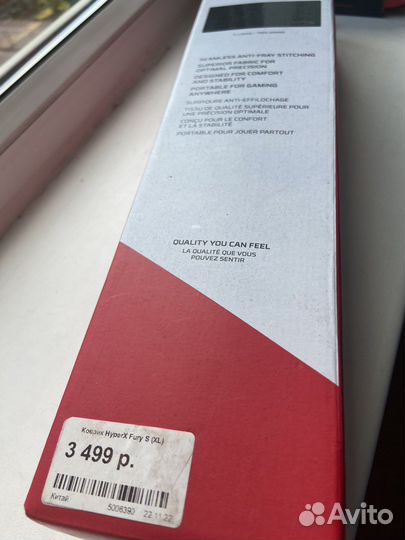 SEAMLESS ANTI-FRAY STITCHING
SUPERIOR FABRIC FOR
OPTIMAL PRECISION
DESIGNED FOR COMFORT
AND STABILITY
PORTABLE FOR GAMING
ANYWHERE
SURPIQÛRE ANTI-EFFILOCHAGE
TISSU DE QUALITÉ SUPÉRIEURE POUR
UNE PRÉCISION OPTIMALE
CONÇU POUR LE CONFORT
ET LA STABILITÉ
PORTABLE POUR JOUER PARTOUT
QUALITY YOU CAN FEEL
LA QUALITÉ QUE VOUS
POUVEZ SENTIR
Коврик HyperX Fury S (XL)
3 499 р.
Китай
5006390 22.11.22
Avito